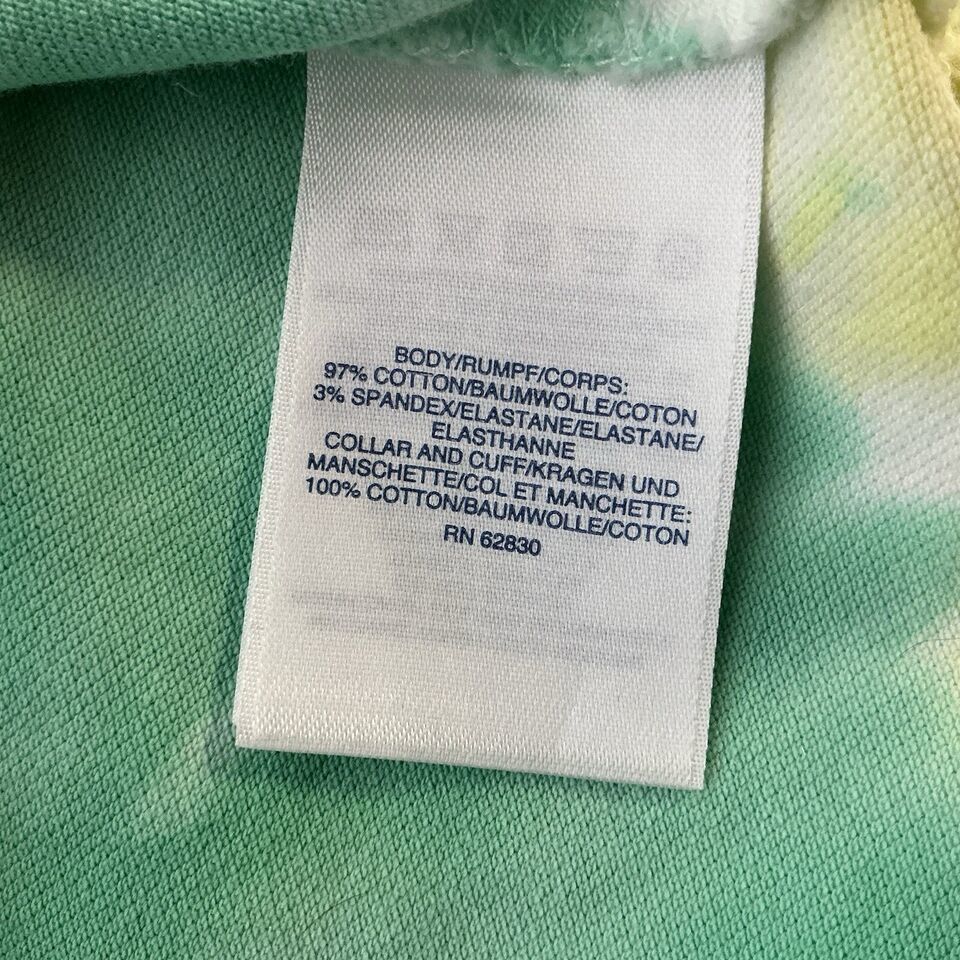 BODY/RUMPF/CORPS:
97% COTTON/BAUMWOLLE/COTON
3% SPANDEX/ELASTANE/ELASTANE/
ELASTHANNE
COLLAR AND CUFF/KRAGEN UND
MANSCHETTE/COL ET MANCHETTE:
100% COTTON/BAUMWOLLE/COTON
RN 62830